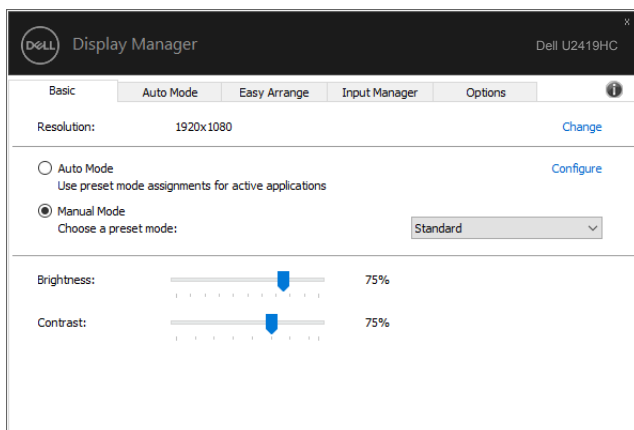 x
DELL Display Manager Dell U2419HC
Basic Auto Mode Easy Arrange Input Manager Options i
Resolution: 1920x1080 Change
Auto Mode Configure
Use preset mode assignments for active applications
Manual Mode
Choose a preset mode: Standard
Brightness: 75%
Contrast: 75%